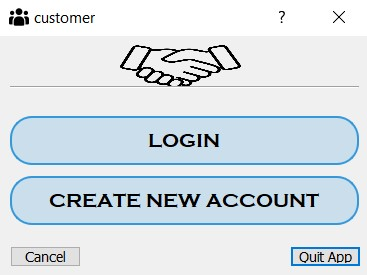 customer
LOGIN
CREATE NEW ACCOUNT
Cancel
Quit App